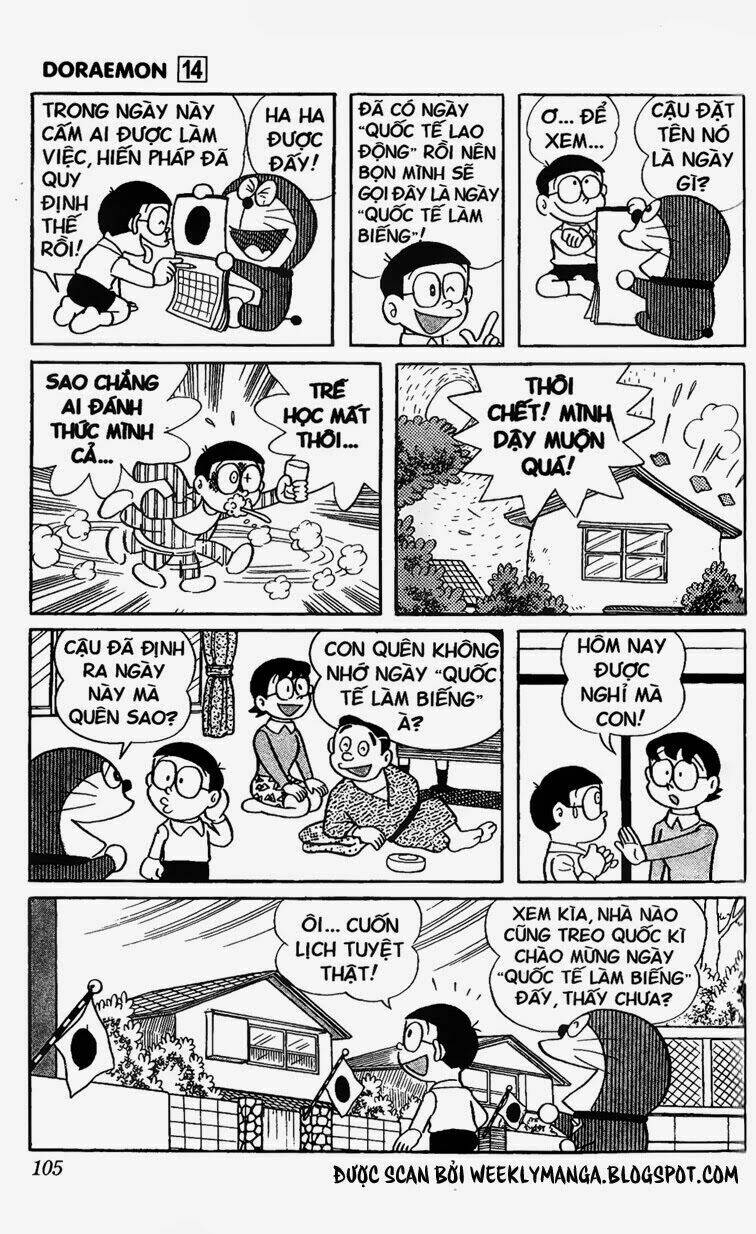 DORAEMON 14
CẬU ĐẶT
TÊN NÓ
LÀ NGÀY
GÌ?
Ơ... ĐỂ
XEM...
ĐÃ CÓ NGÀY
“QUỐC TẾ LAO
ĐỘNG” RỒI NÊN
BỌN MÌNH SẼ
GỌI ĐÂY LÀ NGÀY
“QUỐC TẾ LÀM
BIẾNG”!
HA HA
ĐƯỢC
ĐẤY!
TRONG NGÀY NÀY
CẤM AI ĐƯỢC LÀM
VIỆC, HIẾN PHÁP ĐÃ
QUY
ĐỊNH
THẾ
RỒI!
THÔI
CHẾT! MÌNH
DẬY MUỘN
QUÁ!
TRỄ
HỌC MẤT
THÔI...
SAO CHẲNG
AI ĐÁNH
THỨC MÌNH
CẢ...
HÔM NAY
ĐƯỢC
NGHỈ MÀ
CON!
CON QUÊN KHÔNG
NHỚ NGÀY “QUỐC
TẾ LÀM BIẾNG”
À?
CẬU ĐÃ ĐỊNH
RA NGÀY
NÀY MÀ
QUÊN SAO?
XEM KÌA, NHÀ NÀO
CŨNG TREO QUỐC KÌ
CHÀO MỪNG NGÀY
“QUỐC TẾ LÀM BIẾNG”
ĐẤY, THẤY CHƯA?
ÔI... CUỐN
LỊCH TUYỆT
THẬT!
105
ĐƯỢC SCAN BỞI WEEKLYMANGA.BLOGSPOT.COM